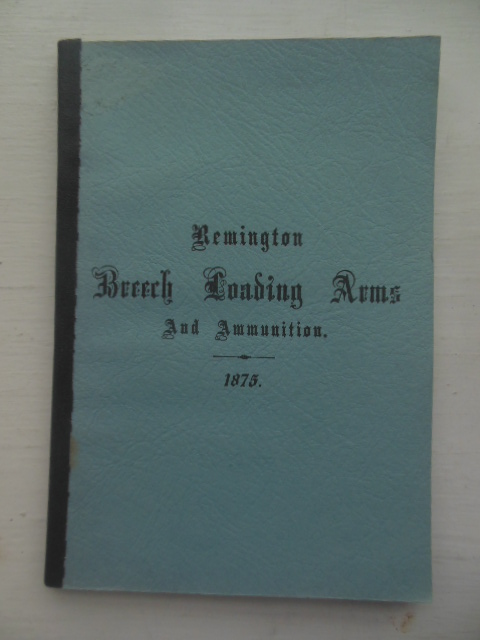 Remington
Breech Loading Arms
And Ammunition.
1875.